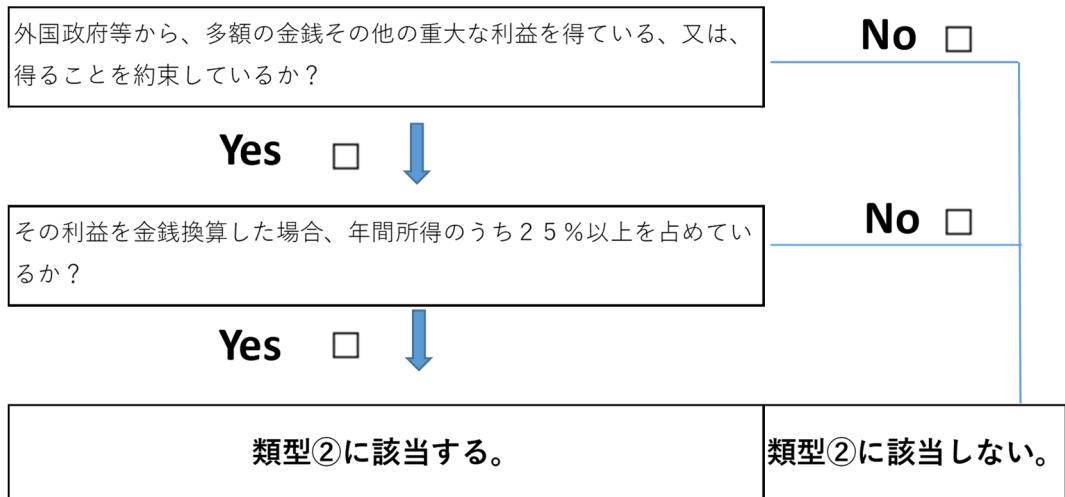 外国政府等から、多額の金銭その他の重大な利益を得ている、又は、
得ることを約束しているか？
No □
Yes □
その利益を金銭換算した場合、年間所得のうち２５％以上を占めてい
るか？
No □
Yes □
類型②に該当する。
類型②に該当しない。